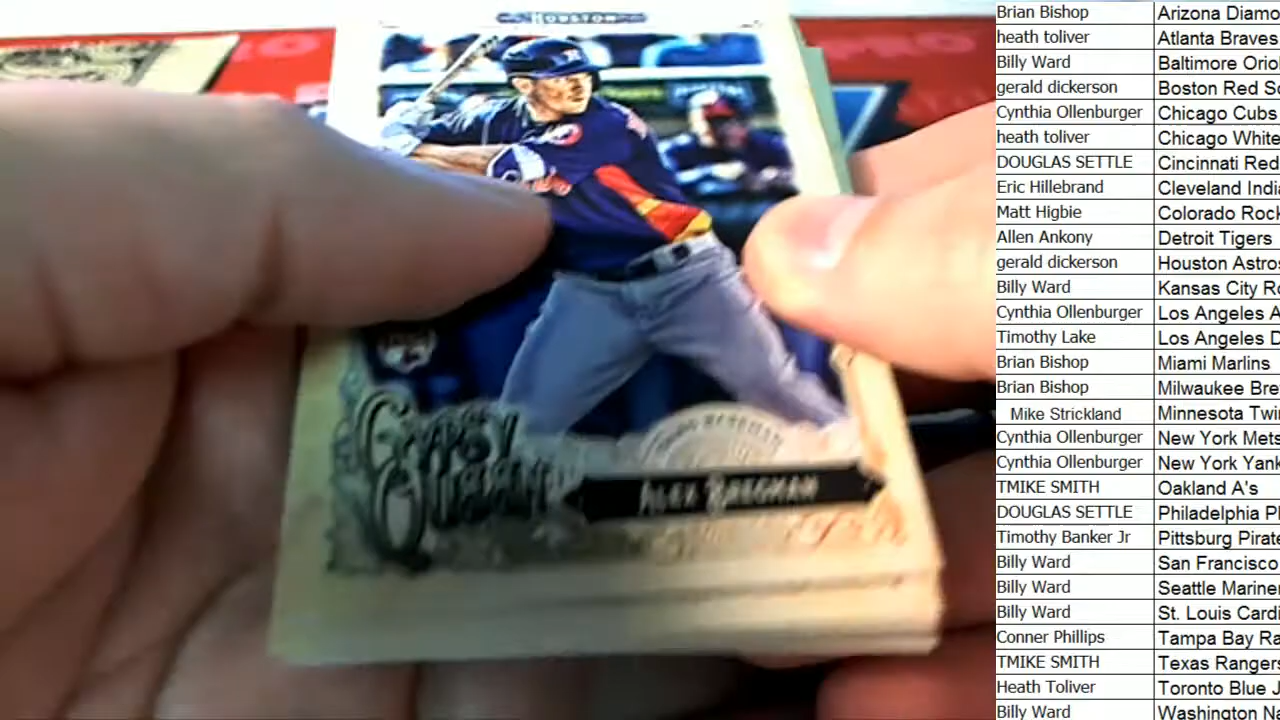 HOUSTON
GYPSY
QUEEN
ALEX BREGMAN
PRO
Brian Bishop Arizona Diamo
heath toliver Atlanta Braves
Billy Ward Baltimore Oriol
gerald dickerson Boston Red So
Cynthia Ollenburger Chicago Cubs
heath toliver Chicago White
DOUGLAS SETTLE Cincinnati Red
Eric Hillebrand Cleveland India
Matt Higbie Colorado Rock
Allen Ankony Detroit Tigers
gerald dickerson Houston Astros
Billy Ward Kansas City Ro
Cynthia Ollenburger Los Angeles A
Timothy Lake Los Angeles D
Brian Bishop Miami Marlins
Brian Bishop Milwaukee Bre
Mike Strickland Minnesota Twi
Cynthia Ollenburger New York Mets
Cynthia Ollenburger New York Yank
TMIKE SMITH Oakland A's
DOUGLAS SETTLE Philadelphia Pl
Timothy Banker Jr Pittsburg Pirate
Billy Ward San Francisco
Billy Ward Seattle Mariner
Billy Ward St. Louis Cardi
Conner Phillips Tampa Bay Ra
TMIKE SMITH Texas Rangers
Heath Toliver Toronto Blue J
Billy Ward Washington Na